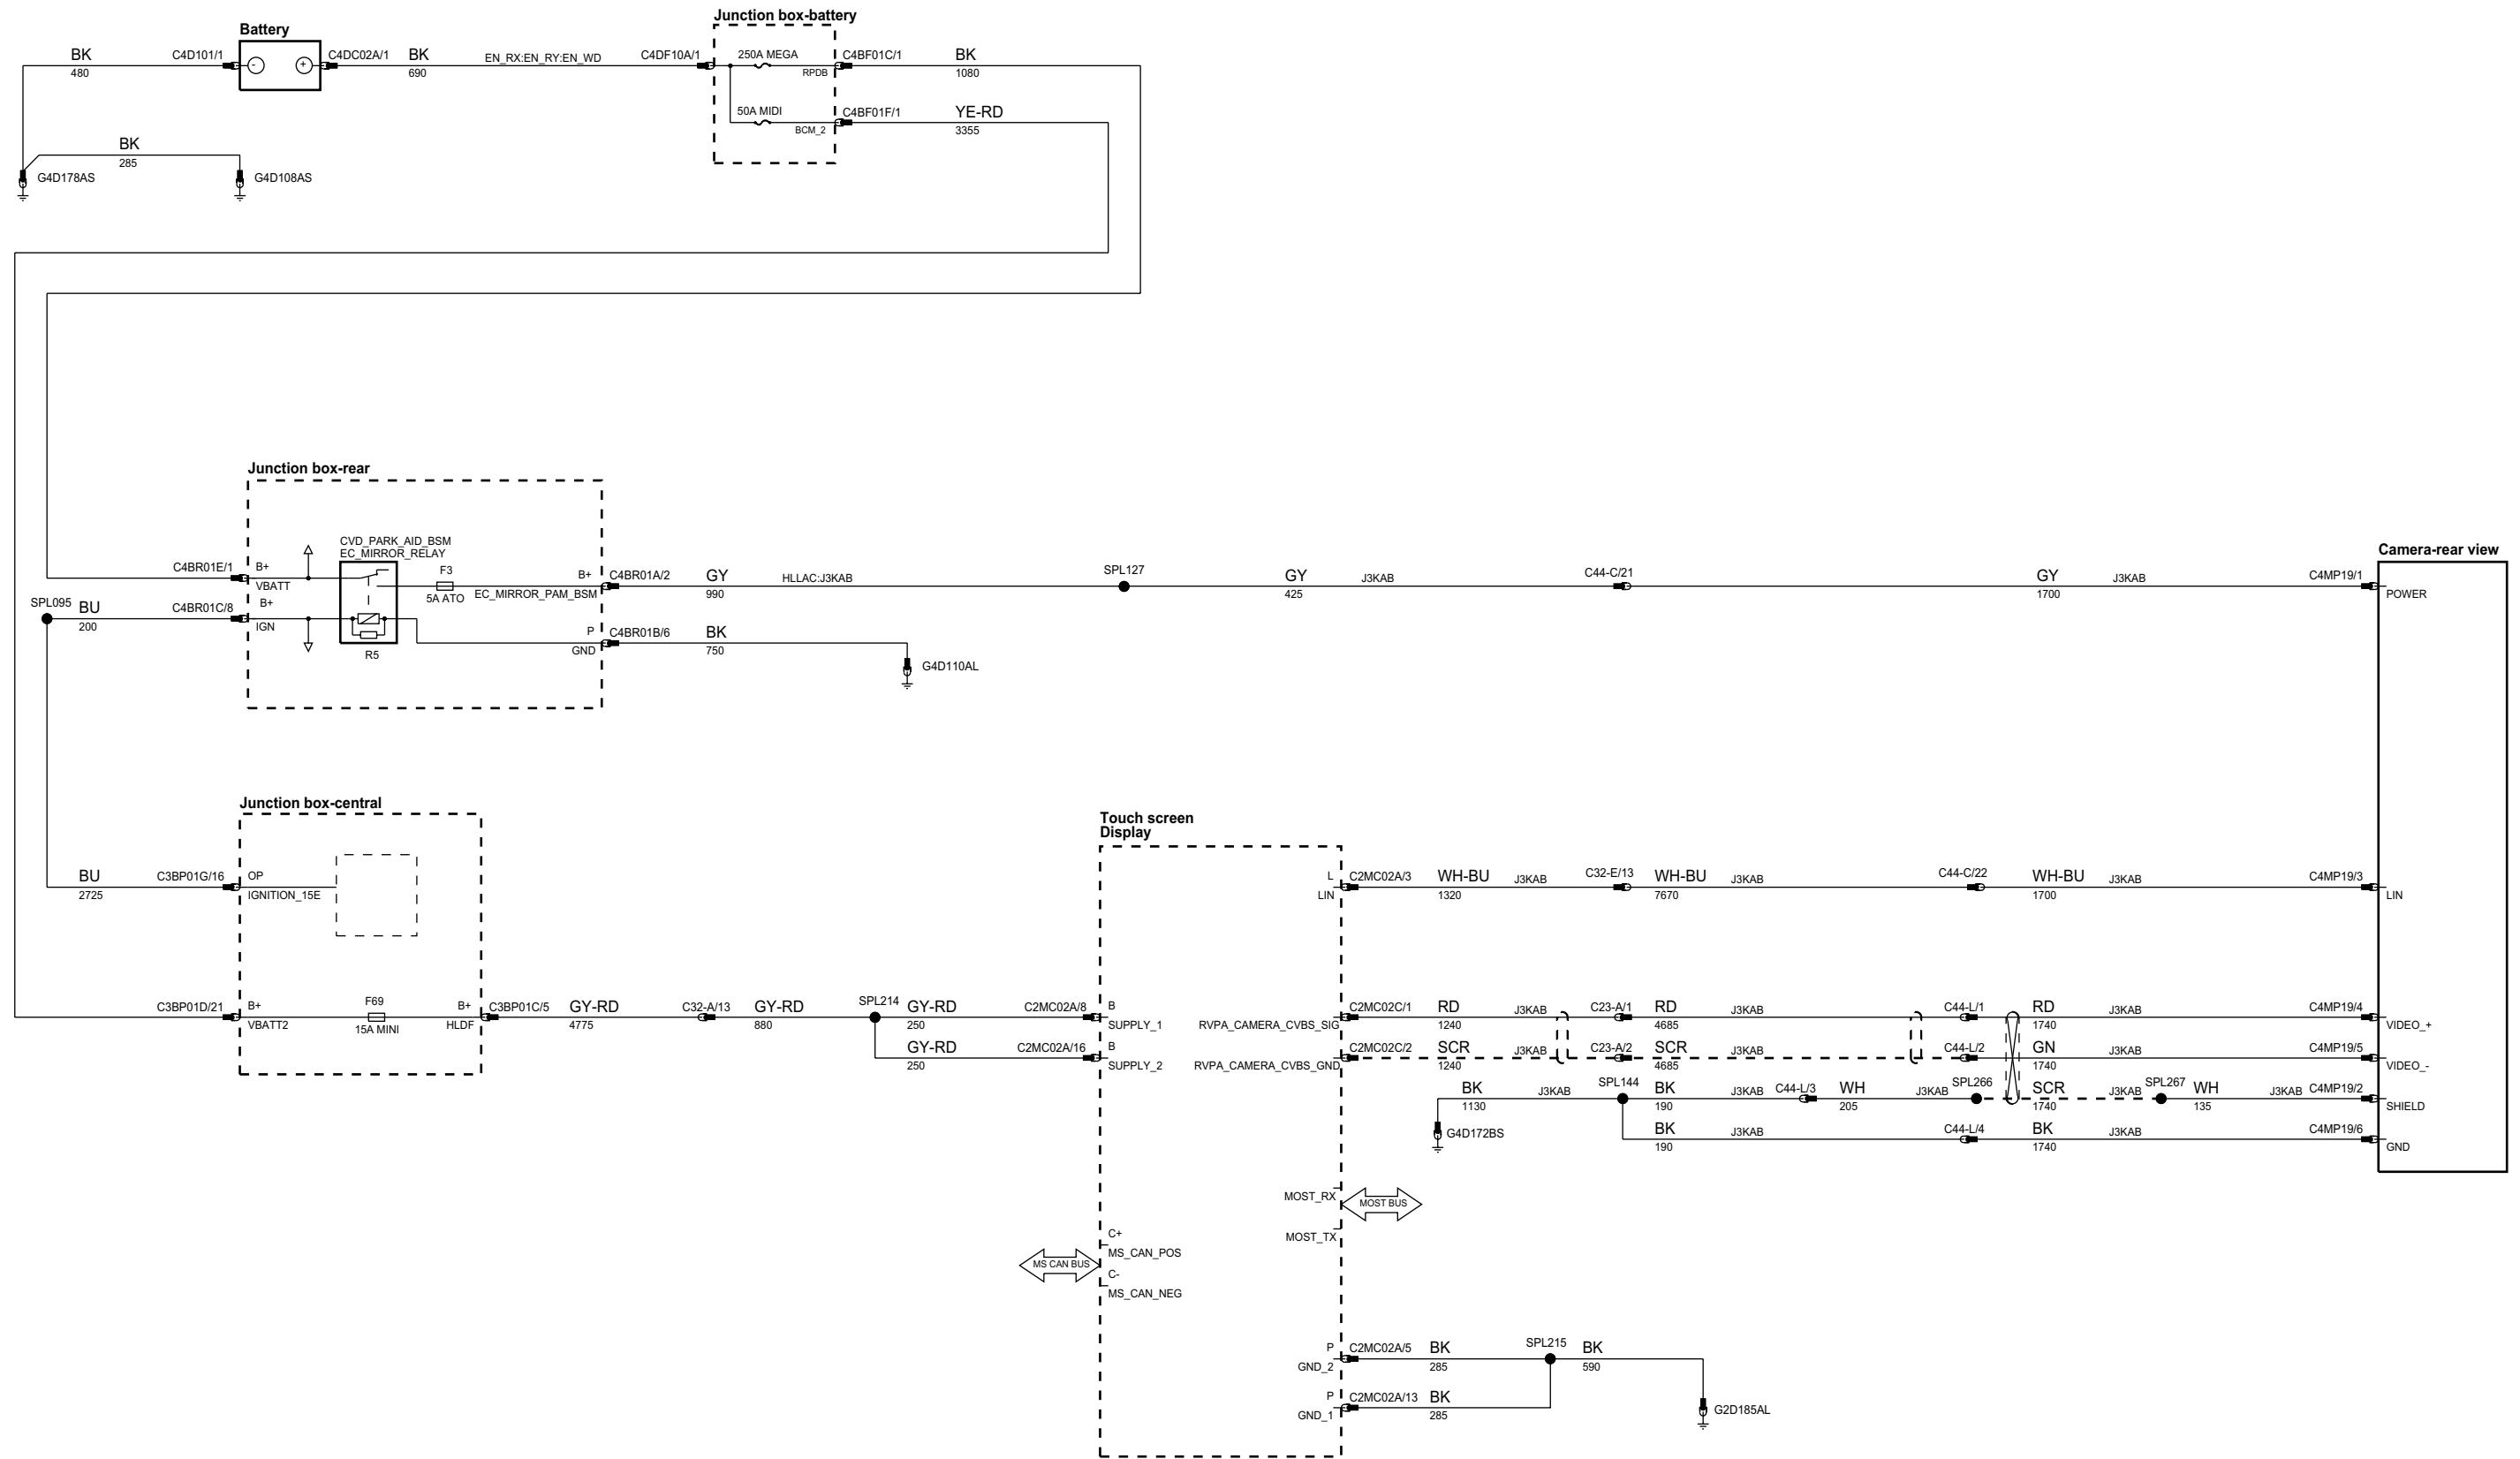 Junction box-battery
Battery
BK
480
C4D101/1
-
+
C4DC02A/1
BK
690
EN_RX:EN_RY:EN_WD
C4DF10A/1
250A MEGA
RPDB
C4BF01C/1
BK
1080
50A MIDI
BCM_2
C4BF01F/1
YE-RD
3355
BK
285
G4D178AS
G4D108AS
Junction box-rear
CVD_PARK_AID_BSM
EC_MIRROR_RELAY
C4BR01E/1
B+
VBATT
F3
5A ATO
B+
EC_MIRROR_PAM_BSM
C4BR01A/2
GY
990
HLLAC:J3KAB
SPL127
GY
425
J3KAB
C44-C/21
GY
1700
J3KAB
C4MP19/1
Camera-rear view
POWER
SPL095
BU
200
C4BR01C/8
B+
IGN
R5
P
GND
C4BR01B/6
BK
750
G4D110AL
Junction box-central
BU
2725
C3BP01G/16
OP
IGNITION_15E
C3BP01D/21
B+
VBATT2
F69
15A MINI
B+
HLDF
C3BP01C/5
GY-RD
4775
C32-A/13
GY-RD
880
SPL214
GY-RD
250
C2MC02A/8
B
SUPPLY_1
GY-RD
250
C2MC02A/16
B
SUPPLY_2
Touch screen
Display
L
LIN
C2MC02A/3
WH-BU
1320
J3KAB
C32-E/13
WH-BU
7670
J3KAB
C44-C/22
WH-BU
1700
J3KAB
C4MP19/3
LIN
RVPA_CAMERA_CVBS_SIG
C2MC02C/1
RD
1240
J3KAB
C23-A/1
RD
4685
J3KAB
C44-L/1
RD
1740
J3KAB
C4MP19/4
VIDEO_+
RVPA_CAMERA_CVBS_GND
C2MC02C/2
SCR
1240
J3KAB
C23-A/2
SCR
4685
J3KAB
C44-L/2
GN
1740
J3KAB
C4MP19/5
VIDEO_-
BK
1130
J3KAB
SPL144
BK
190
J3KAB
C44-L/3
WH
205
J3KAB
SPL266
SCR
1740
J3KAB
SPL267
WH
135
J3KAB
C4MP19/2
SHIELD
G4D172BS
BK
190
J3KAB
C44-L/4
BK
1740
J3KAB
C4MP19/6
GND
MOST_RX
MOST BUS
MOST_TX
C+
MS_CAN_POS
MS CAN BUS
C-
MS_CAN_NEG
P
GND_2
C2MC02A/5
BK
285
SPL215
BK
590
P
GND_1
C2MC02A/13
BK
285
G2D185AL